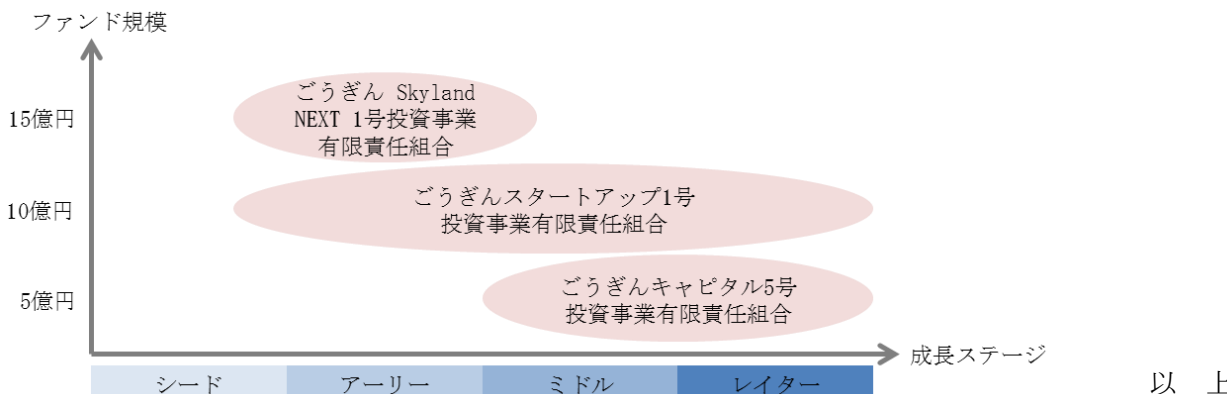 ファンド規模
15億円
ごうぎん Skyland
NEXT 1号投資事業
有限責任組合
10億円
ごうぎんスタートアップ1号
投資事業有限責任組合
5億円
ごうぎんキャピタル5号
投資事業有限責任組合
成長ステージ
シード アーリー ミドル レイター
以 上